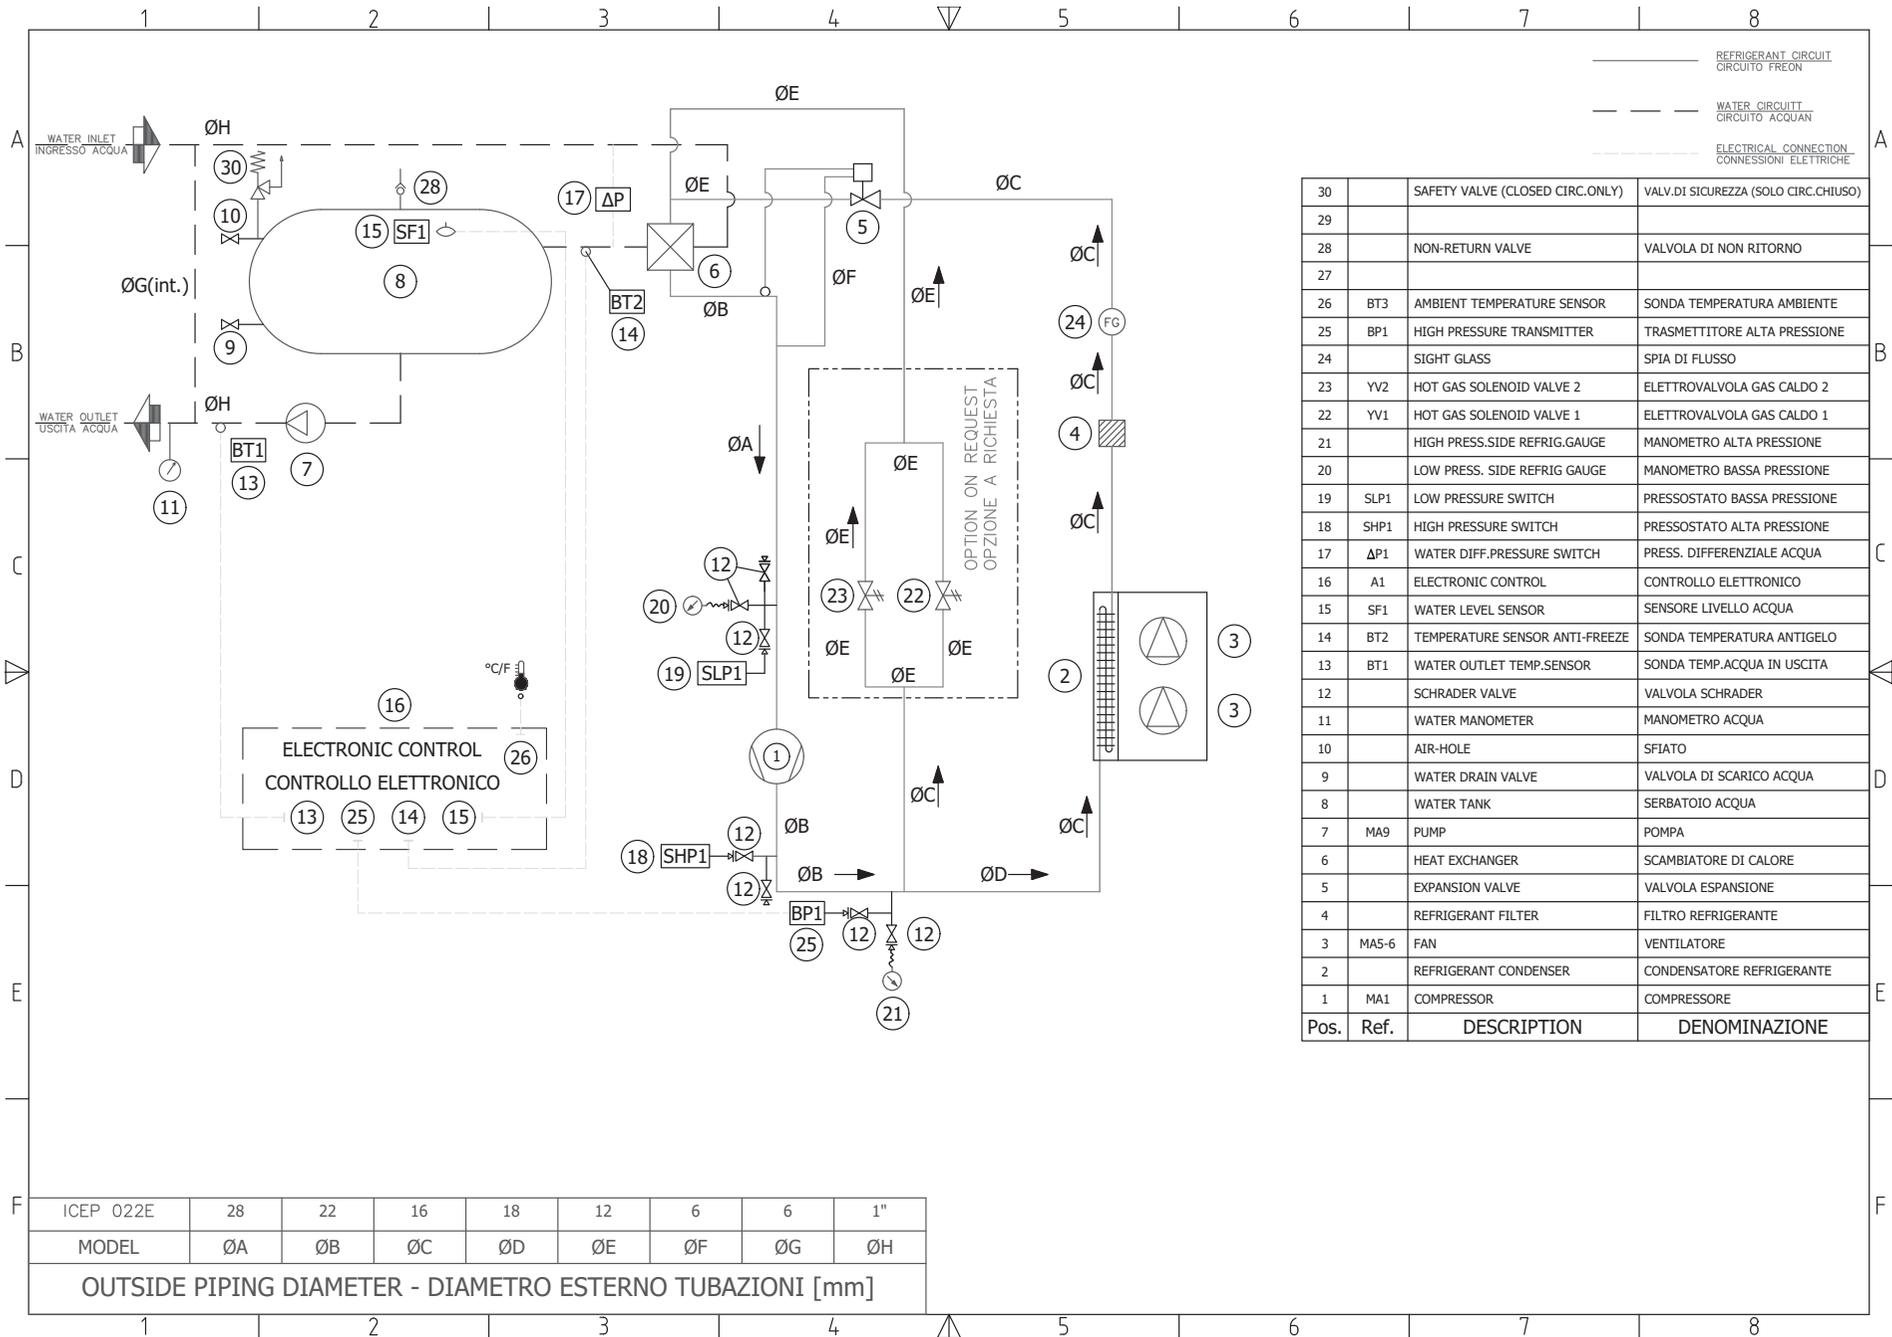 1 2 3 4 5 6 7 8
REFRIGERANT CIRCUIT
CIRCUITO FREON
WATER CIRCUITT
CIRCUITO ACQUAN
ELECTRICAL CONNECTION
CONNESSIONI ELETTRICHE
A A
B B
C C
D D
E E
F F
WATER INLET
INGRESSO ACQUA
ØH
30
10
28
15 SF1
8
ØG(int.)
9
WATER OUTLET
USCITA ACQUA
ØH
BT1
13
7
11
17 ΔP
6
BT2
14
ØE
ØE
ØB
ØC
5
ØF
ØE
ØC
24 FG
ØC
4
ØC
ØA
OPTION ON REQUEST
OPZIONE A RICHIESTA
ØE
ØE
23 22
ØE ØE
ØE
12
20
12
19 SLP1
2
3
3
°C/F
16
ELECTRONIC CONTROL
CONTROLLO ELETTRONICO
26
13 25 14 15
1
ØC
ØC
ØB
12
18 SHP1
12
ØB
ØD
BP1
25
12 12
21
30 SAFETY VALVE (CLOSED CIRC.ONLY) VALV.DI SICUREZZA (SOLO CIRC.CHIUSO)
29
28 NON-RETURN VALVE VALVOLA DI NON RITORNO
27
26 BT3 AMBIENT TEMPERATURE SENSOR SONDA TEMPERATURA AMBIENTE
25 BP1 HIGH PRESSURE TRANSMITTER TRASMETTITORE ALTA PRESSIONE
24 SIGHT GLASS SPIA DI FLUSSO
23 YV2 HOT GAS SOLENOID VALVE 2 ELETTROVALVOLA GAS CALDO 2
22 YV1 HOT GAS SOLENOID VALVE 1 ELETTROVALVOLA GAS CALDO 1
21 HIGH PRESS.SIDE REFRIG.GAUGE MANOMETRO ALTA PRESSIONE
20 LOW PRESS. SIDE REFRIG GAUGE MANOMETRO BASSA PRESSIONE
19 SLP1 LOW PRESSURE SWITCH PRESSOSTATO BASSA PRESSIONE
18 SHP1 HIGH PRESSURE SWITCH PRESSOSTATO ALTA PRESSIONE
17 ΔP1 WATER DIFF.PRESSURE SWITCH PRESS. DIFFERENZIALE ACQUA
16 A1 ELECTRONIC CONTROL CONTROLLO ELETTRONICO
15 SF1 WATER LEVEL SENSOR SENSORE LIVELLO ACQUA
14 BT2 TEMPERATURE SENSOR ANTI-FREEZE SONDA TEMPERATURA ANTIGELO
13 BT1 WATER OUTLET TEMP.SENSOR SONDA TEMP.ACQUA IN USCITA
12 SCHRADER VALVE VALVOLA SCHRADER
11 WATER MANOMETER MANOMETRO ACQUA
10 AIR-HOLE SFIATO
9 WATER DRAIN VALVE VALVOLA DI SCARICO ACQUA
8 WATER TANK SERBATOIO ACQUA
7 MA9 PUMP POMPA
6 HEAT EXCHANGER SCAMBIATORE DI CALORE
5 EXPANSION VALVE VALVOLA ESPANSIONE
4 REFRIGERANT FILTER FILTRO REFRIGERANTE
3 MA5-6 FAN VENTILATORE
2 REFRIGERANT CONDENSER CONDENSATORE REFRIGERANTE
1 MA1 COMPRESSOR COMPRESSORE
Pos. Ref. DESCRIPTION DENOMINAZIONE
ICEP 022E 28 22 16 18 12 6 6 1"
MODEL ØA ØB ØC ØD ØE ØF ØG ØH
OUTSIDE PIPING DIAMETER - DIAMETRO ESTERNO TUBAZIONI [mm]
1 2 3 4 5 6 7 8